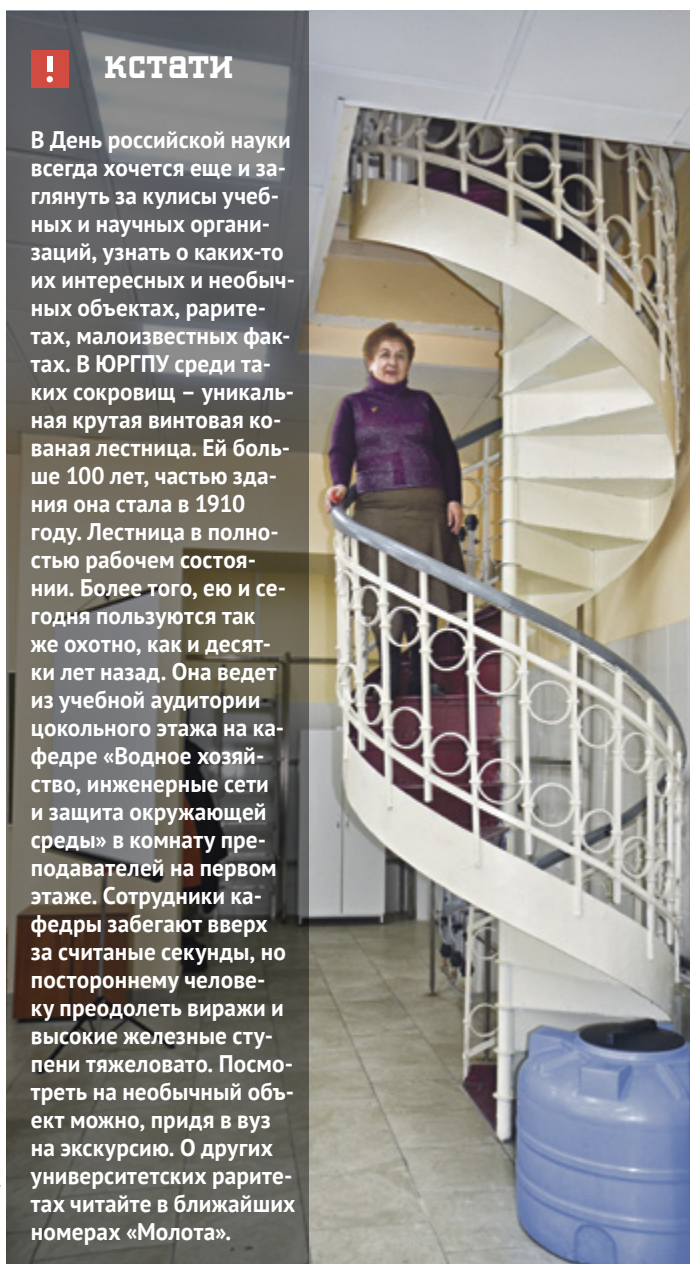 !
кстати
В День российской науки
всегда хочется еще и за-
глянуть за кулисы учеб-
ных и научных органи-
заций, узнать о каких-то
их интересных и необыч-
ных объектах, рарите-
тах, малоизвестных фак-
тах. В ЮРГПУ среди та-
ких сокровищ – уникаль-
ная крутая винтовая ко-
ваная лестница. Ей боль-
ше 100 лет, частью зда-
ния она стала в 1910
году. Лестница в полно-
стью рабочем состоя-
нии. Более того, ею и се-
годня пользуются так
же охотно, как и десят-
ки лет назад. Она ведет
из учебной аудитории
цокольного этажа на ка-
федре «Водное хозяй-
ство, инженерные сети
и защита окружающей
среды» в комнату пре-
подавателей на первом
этаже. Сотрудники ка-
федры забегают вверх
за считаные секунды, но
постороннему челове-
ку преодолеть виражи и
высокие железные сту-
пени тяжеловато. Посмо-
треть на необычный объ-
ект можно, придя в вуз
на экскурсию. О других
университетских рарите-
тах читайте в ближайших
номерах «Молота».